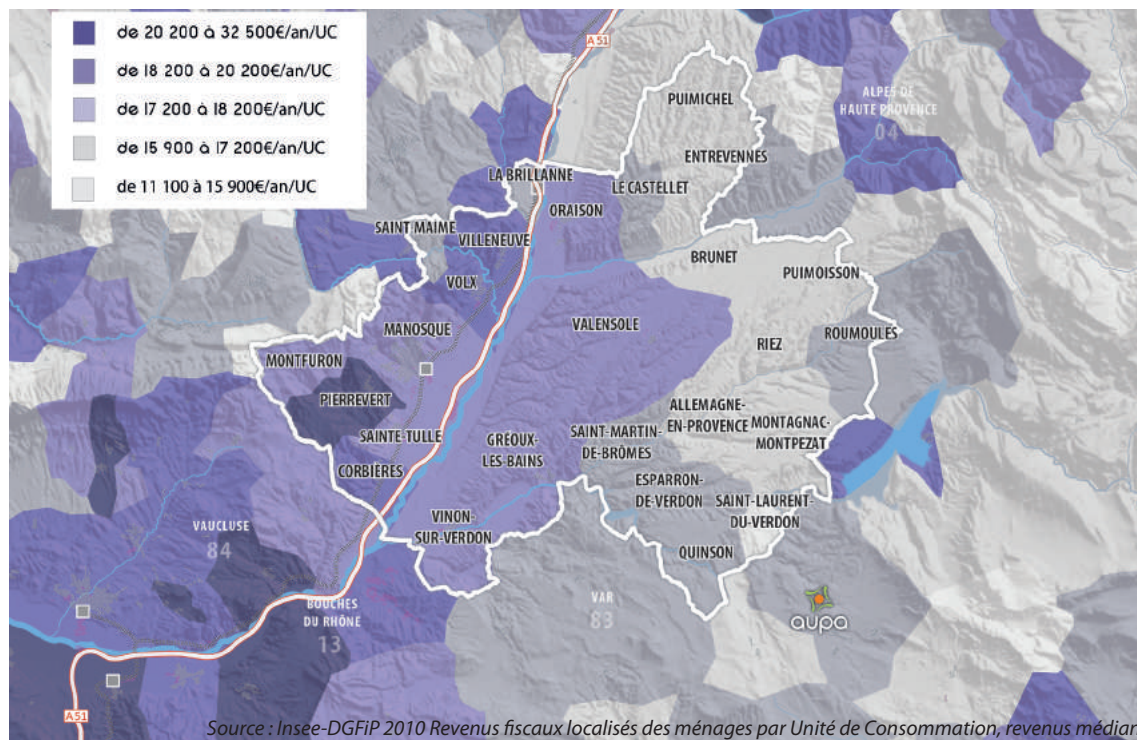 de 20 200 à 32 500€/an/UC
de 18 200 à 20 200€/an/UC
de 17 200 à 18 200€/an/UC
de 15 900 à 17 200€/an/UC
de 11 100 à 15 900€/an/UC
A 51
PUIMICHEL
ALPES DE
HAUTE PROVENCE
04
ENTREVENNES
LA BRILLANNE
LE CASTELLET
ORAISON
SAINT MAIME
VILLENEUVE
BRUNET
PUIMOISSON
VOLX
MANOSQUE
VALENSOLE
ROUMOULES
RIEZ
MONTFURON
PIERREVERT
ALLEMAGNE-
EN-PROVENCE
MONTAGNAC-
MONTPEZAT
SAINTE-TULLE
GRÉOUX-
LES-BAINS
SAINT-MARTIN-
DE-BRÔMES
CORBIÈRES
ESPARRON-
DE-VERDON
SAINT-LAURENT-
DU-VERDON
VINON-
SUR-VERDON
VAUCLUSE
84
QUINSON
BOUCHES
DU RHÔNE
13
VAR
83
aupa
A 51
Source : Insee-DGFiP 2010 Revenus fiscaux localisés des ménages par Unité de Consommation, revenus médian